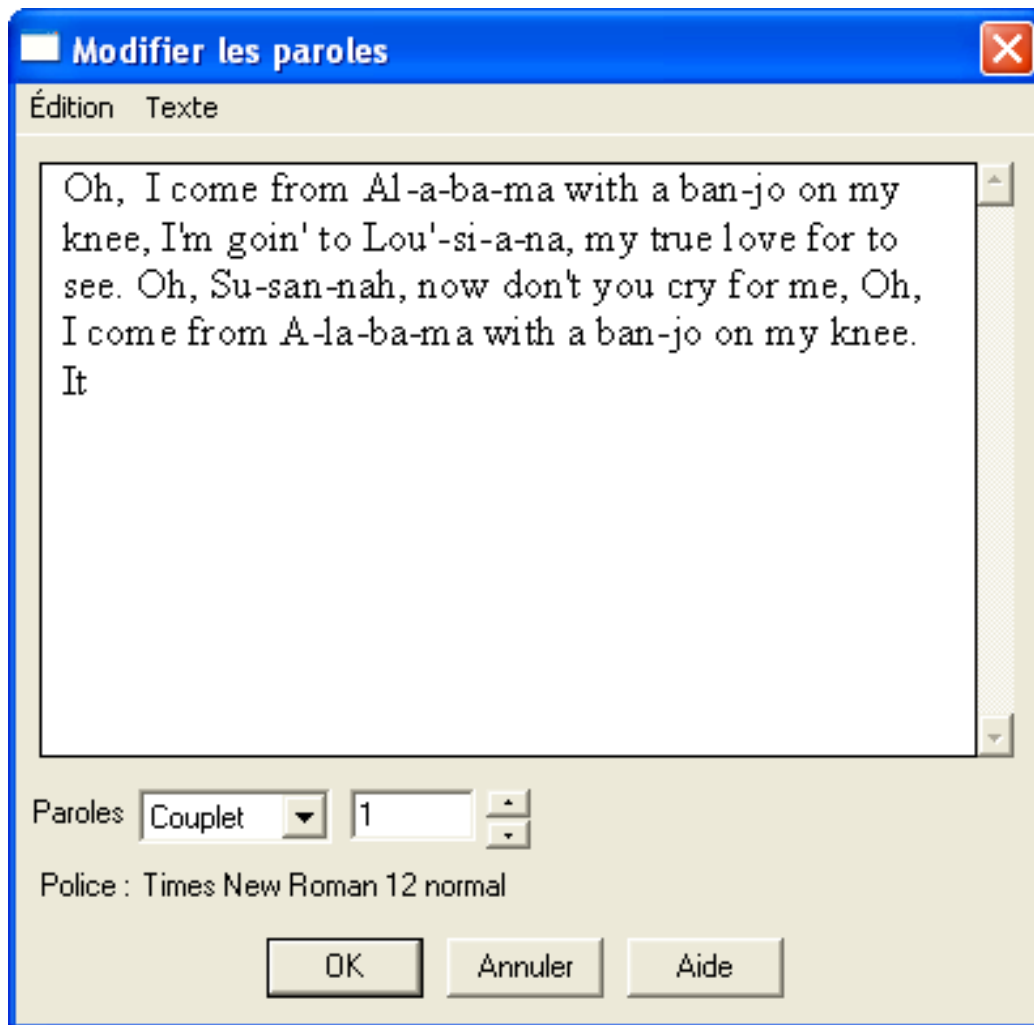 Modifier les paroles
Édition Texte
Oh,  I come from Al-a-ba-ma with a ban-jo on my
knee, I'm goin' to Lou'-si-a-na, my true love for to
see. Oh, Su-san-nah, now don't you cry for me, Oh,
I come from A-la-ba-ma with a ban-jo on my knee.
It
Paroles Couplet 1
Police : Times New Roman 12 normal
OK Annuler Aide